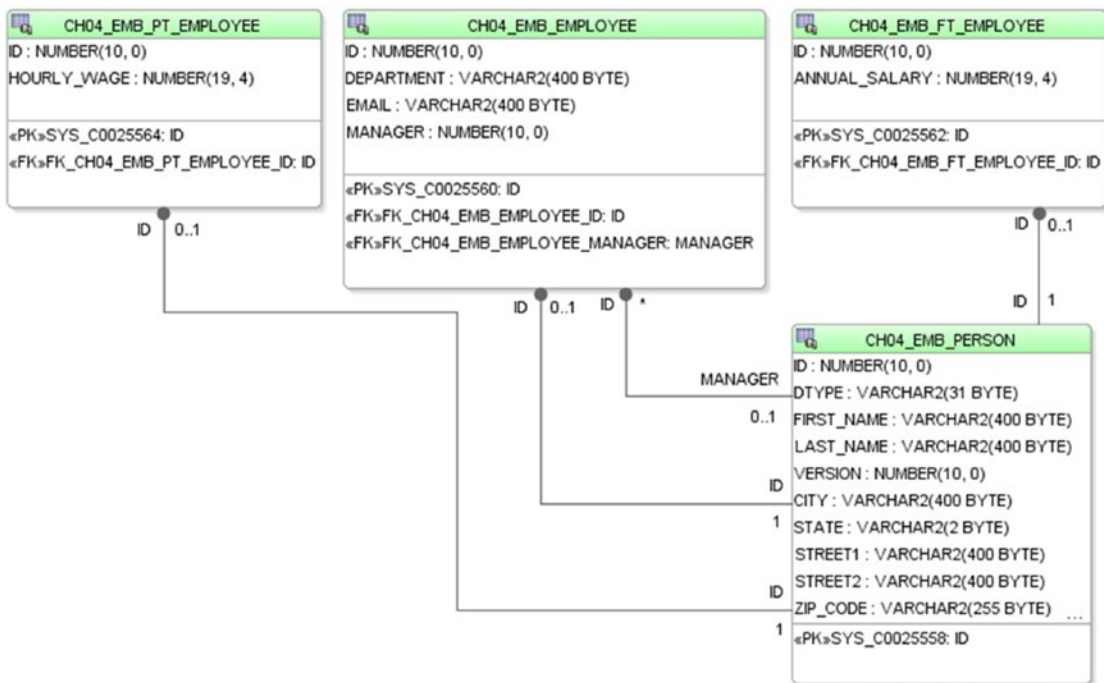 CH04_EMB_PT_EMPLOYEE
ID : NUMBER(10, 0)
HOURLY_WAGE : NUMBER(19, 4)
«PK»SYS_C0025564: ID
«FK»FK_CH04_EMB_PT_EMPLOYEE_ID: ID
CH04_EMB_EMPLOYEE
ID : NUMBER(10, 0)
DEPARTMENT : VARCHAR2(400 BYTE)
EMAIL : VARCHAR2(400 BYTE)
MANAGER : NUMBER(10, 0)
«PK»SYS_C0025560: ID
«FK»FK_CH04_EMB_EMPLOYEE_ID: ID
«FK»FK_CH04_EMB_EMPLOYEE_MANAGER: MANAGER
CH04_EMB_FT_EMPLOYEE
ID : NUMBER(10, 0)
ANNUAL_SALARY : NUMBER(19, 4)
«PK»SYS_C0025562: ID
«FK»FK_CH04_EMB_FT_EMPLOYEE_ID: ID
ID 0..1
ID 0..1
ID *
ID 0..1
ID 1
MANAGER
0..1
ID
1
ID
1
CH04_EMB_PERSON
ID : NUMBER(10, 0)
DTYPE : VARCHAR2(31 BYTE)
FIRST_NAME : VARCHAR2(400 BYTE)
LAST_NAME : VARCHAR2(400 BYTE)
VERSION : NUMBER(10, 0)
CITY : VARCHAR2(400 BYTE)
STATE : VARCHAR2(2 BYTE)
STREET1 : VARCHAR2(400 BYTE)
STREET2 : VARCHAR2(400 BYTE)
ZIP_CODE : VARCHAR2(255 BYTE) ...
«PK»SYS_C0025558: ID